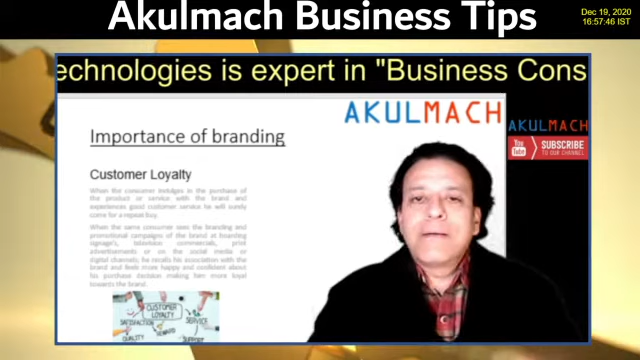 Akulmach Business Tips
Dec 19, 2020
16:57:46 IST
echnologies is expert in "Business Cons
AKULMACH
AKULMACH
You Tube SUBSCRIBE
TO OUR CHANNEL
Importance of branding
Customer Loyalty
When the consumer indulges in the purchase of
the product or service with the brand and
experiences good customer service he will surely
come for a repeat buy.
When the same consumer sees the branding and
promotional campaigns of the brand at hoarding
signage's, television commercials, print
advertisements or on the social media or
digital channels; he recalls his association with the
brand and feels more happy and confident about
his purchase decision making him more loyal
towards the brand.
CUSTOMER
LOYALTY
SATISFACTION
SERVICE
QUALITY
SUPPORT